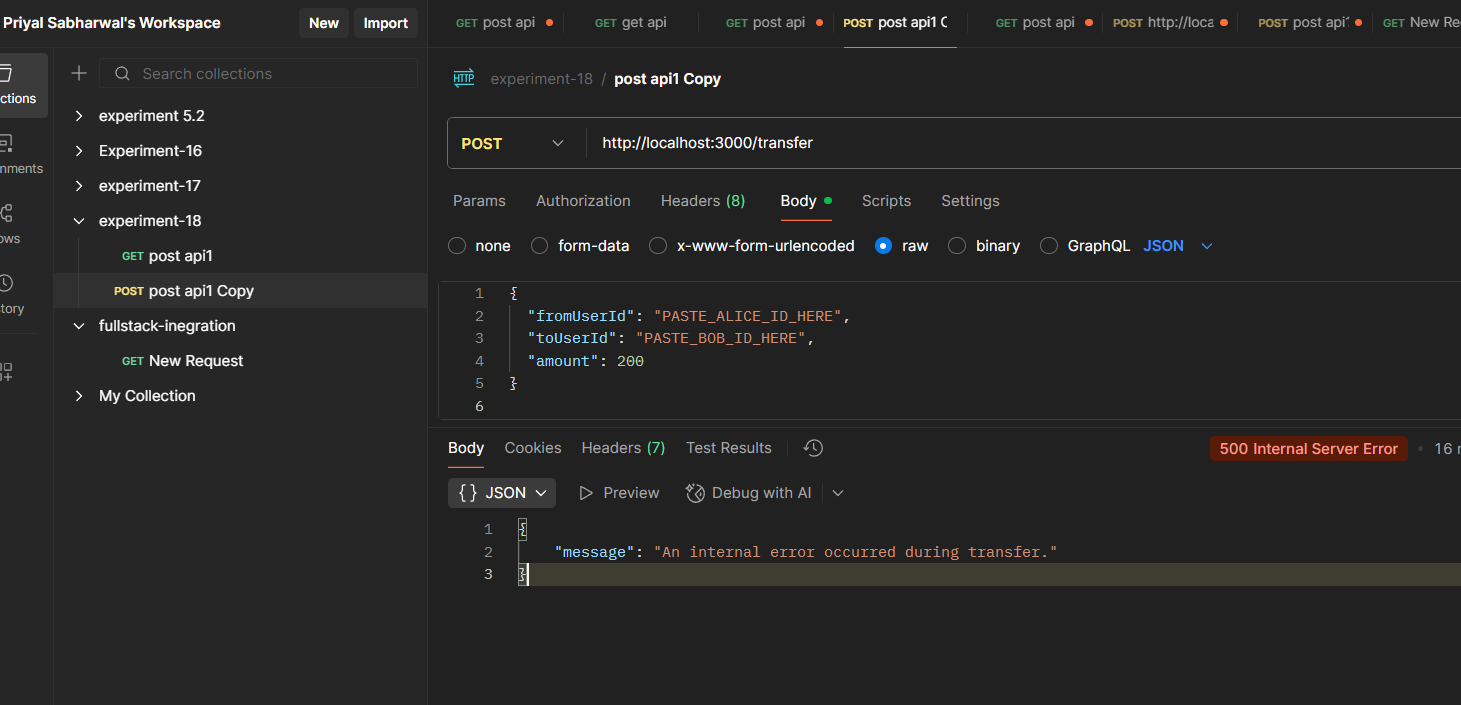 Priyal Sabharwal's Workspace New Import
GET post api GET get api GET post api POST post api1 C GET post api POST http://loca POST post api1 GET New Re
Search collections
ctions
nments
ows
tory
experiment 5.2
Experiment-16
experiment-17
experiment-18
GET post api1
POST post api1 Copy
fullstack-inegration
GET New Request
My Collection
HTTP experiment-18 / post api1 Copy
POST http://localhost:3000/transfer
Params Authorization Headers (8) Body Scripts Settings
none form-data x-www-form-urlencoded raw binary GraphQL JSON
1 {
2 "fromUserId": "PASTE_ALICE_ID_HERE",
3 "toUserId": "PASTE_BOB_ID_HERE",
4 "amount": 200
5 }
6
Body Cookies Headers (7) Test Results 500 Internal Server Error • 16
{} JSON Preview Debug with AI
1 {
2 "message": "An internal error occurred during transfer."
3 }